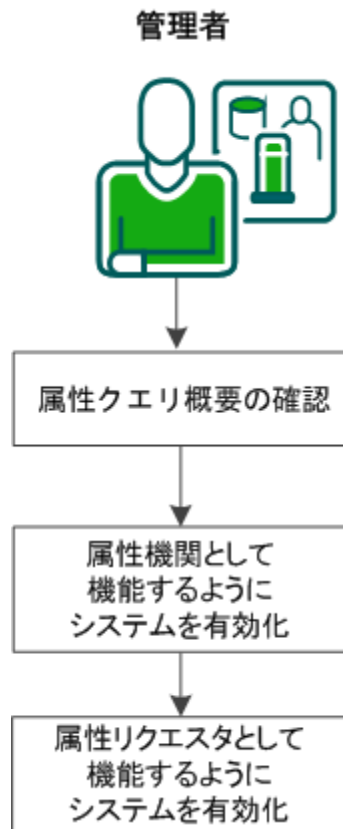 管理者
属性クエリ概要の確認
属性機関として
機能するように
システムを有効化
属性リクエスタとして
機能するように
システムを有効化